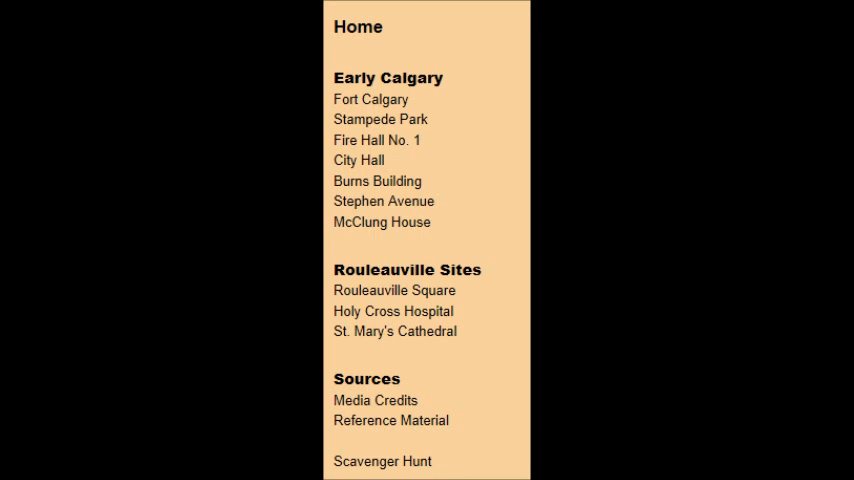 Home
Early Calgary
Fort Calgary
Stampede Park
Fire Hall No. 1
City Hall
Burns Building
Stephen Avenue
McClung House
Rouleauville Sites
Rouleauville Square
Holy Cross Hospital
St. Mary's Cathedral
Sources
Media Credits
Reference Material
Scavenger Hunt